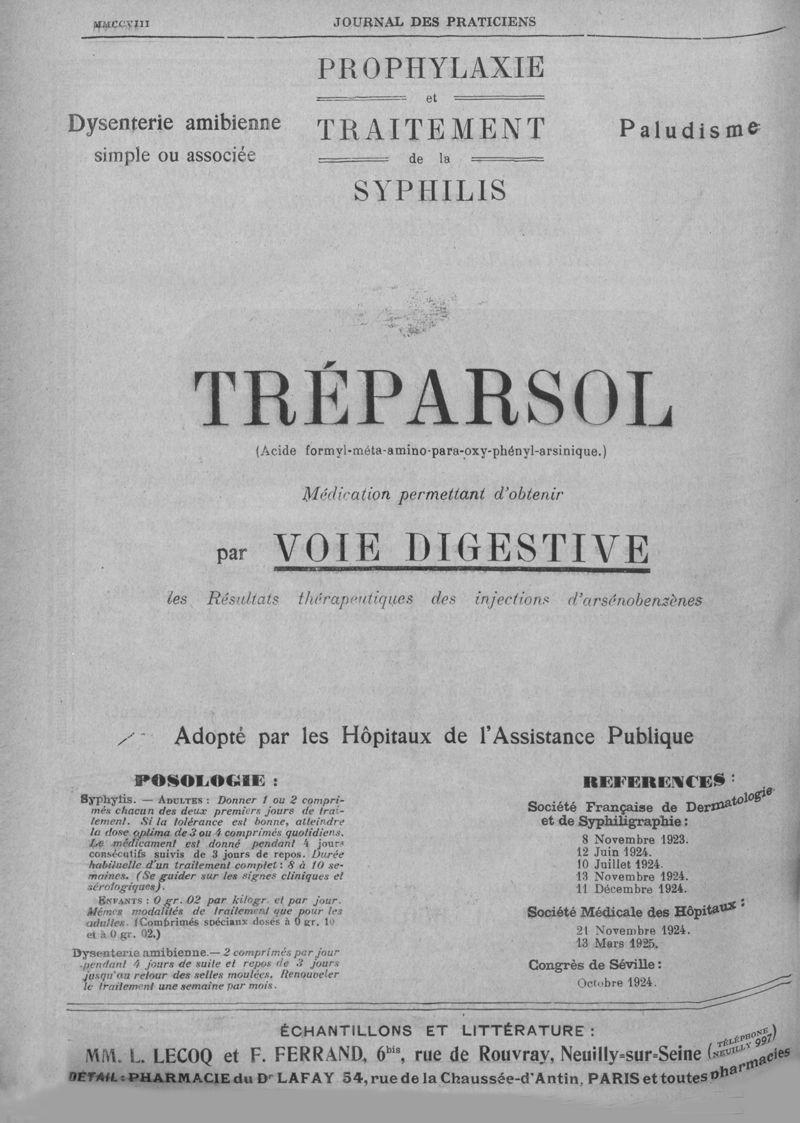 MMCCVIII
JOURNAL DES PRATICIENS
PROPHYLAXIE
et
TRAITEMENT
de la
SYPHILIS
Dysenterie amibienne
simple ou associée
Paludisme
TRÉPARSOL
(Acide formyl-méta-amino-para-oxy-phényl-arsinique.)
Médication permettant d'obtenir
par VOIE DIGESTIVE
les Résultats thérapeutiques des injections d'arsénobenzènes
Adopté par les Hôpitaux de l'Assistance Publique
POSOLOGIE :
Syphylis. — ADULTES : Donner 1 ou 2 compri-
més chacun des deux premiers jours de trai-
tement. Si la tolérance est bonne, atteindre
la dose optima de 3 ou 4 comprimés quotidiens.
Le médicament est donné pendant 4 jours
consécutifs suivis de 3 jours de repos. Durée
habituelle d'un traitement complet : 8 à 10 se-
maines. (Se guider sur les signes cliniques et
sérologiques).
ENFANTS : 0 gr. 02 par kilogr. et par jour.
Mêmes modalités de traitement que pour les
adultes. (Comprimés spéciaux dosés à 0 gr. 10
et à 0 gr. 02.)
Dysenterie amibienne. — 2 comprimés par jour
pendant 4 jours de suite et repos de 3 jours
jusqu'au retour des selles moulées. Renouveler
le traitement une semaine par mois.
REFERENCES :
Société Française de Dermatologie
et de Syphiligraphie :
8 Novembre 1923.
12 Juin 1924.
10 Juillet 1924.
13 Novembre 1924.
11 Décembre 1924.
Société Médicale des Hôpitaux :
21 Novembre 1924.
13 Mars 1925.
Congrès de Séville :
Octobre 1924.
ÉCHANTILLONS ET LITTÉRATURE :
MM. L. LECOQ et F. FERRAND, 6bis, rue de Rouvray, Neuilly-sur-Seine (TÉLÉPHONE NEUILLY 997)
DÉTAIL : PHARMACIE du Dr LAFAY 54, rue de la Chaussée-d'Antin, PARIS et toutes pharmacies